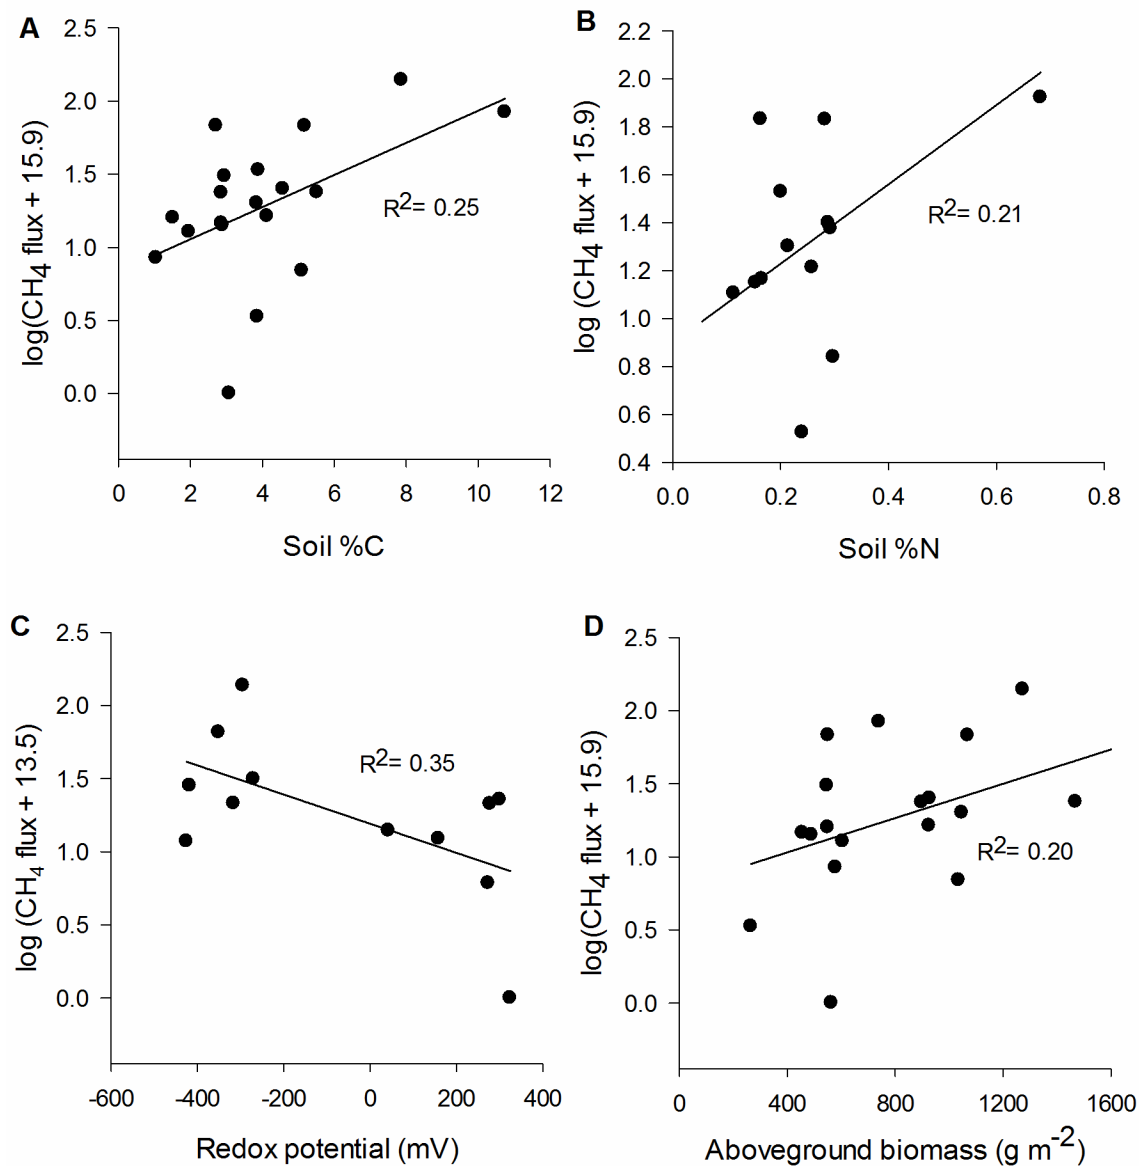 A
2.5
2.0
1.5
1.0
0.5
0.0
log(CH4 flux + 15.9)
R2= 0.25
0 2 4 6 8 10 12
Soil %C
B
2.2
2.0
1.8
1.6
1.4
1.2
1.0
0.8
0.6
0.4
log (CH4 flux + 15.9)
R2= 0.21
0.0 0.2 0.4 0.6 0.8
Soil %N
C
2.5
2.0
1.5
1.0
0.5
0.0
log (CH4 flux + 13.5)
R2= 0.35
-600 -400 -200 0 200 400
Redox potential (mV)
D
2.5
2.0
1.5
1.0
0.5
0.0
log(CH4 flux + 15.9)
R2= 0.20
0 400 800 1200 1600
Aboveground biomass (g m-2)